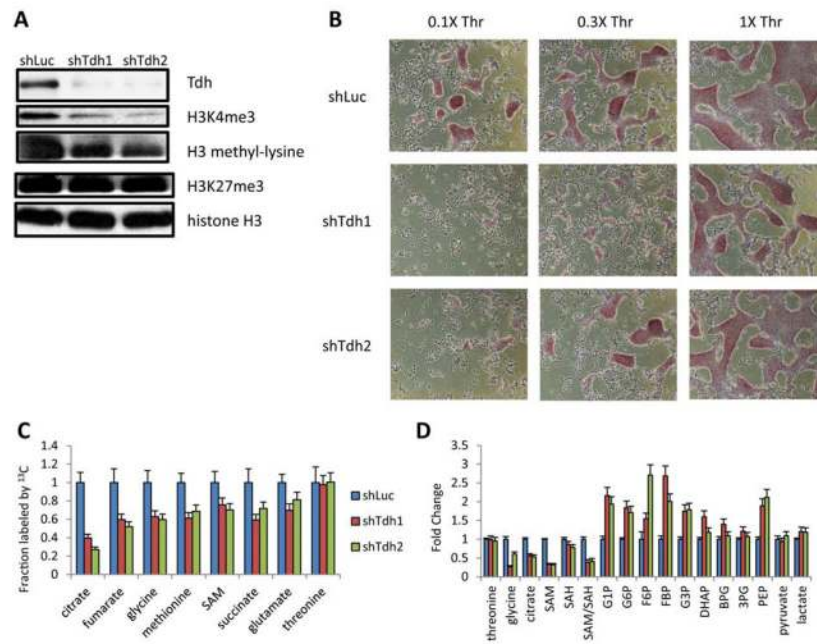 A
shLuc shTdh1 shTdh2
Tdh
H3K4me3
H3 methyl-lysine
H3K27me3
histone H3
B
0.1X Thr 0.3X Thr 1X Thr
shLuc
shTdh1
shTdh2
C
Fraction labeled by ¹³C
1.4
1.2
1
0.8
0.6
0.4
0.2
0
citrate fumarate glycine methionine SAM succinate glutamate threonine
shLuc
shTdh1
shTdh2
D
Fold Change
3.5
3
2.5
2
1.5
1
0.5
0
threonine glycine citrate SAM SAH SAM/SAH G1P G6P F6P FBP G3P DHAP BPG 3PG PEP pyruvate lactate